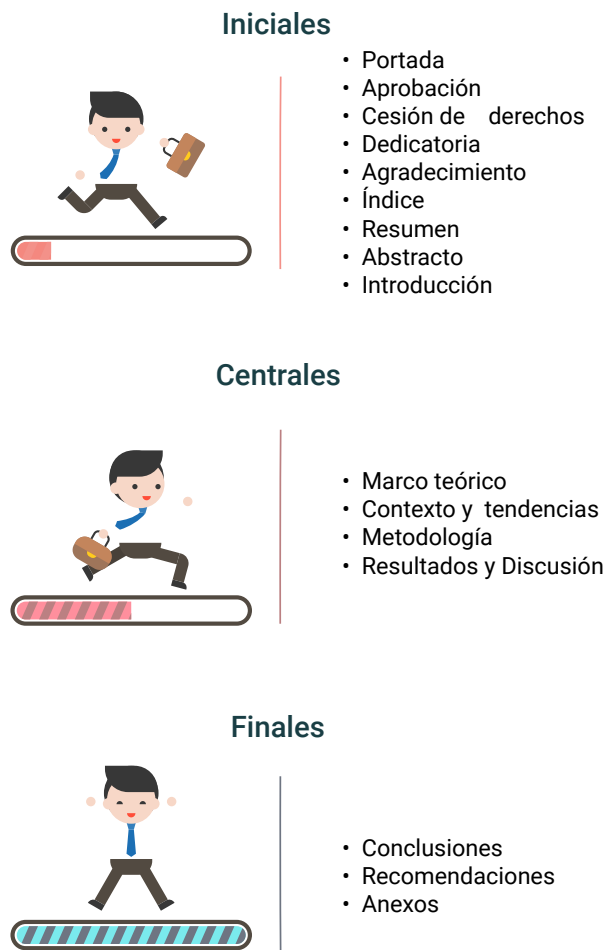 Iniciales
• Portada
• Aprobación
• Cesión de derechos
• Dedicatoria
• Agradecimiento
• Índice
• Resumen
• Abstracto
• Introducción
Centrales
• Marco teórico
• Contexto y tendencias
• Metodología
• Resultados y Discusión
Finales
• Conclusiones
• Recomendaciones
• Anexos